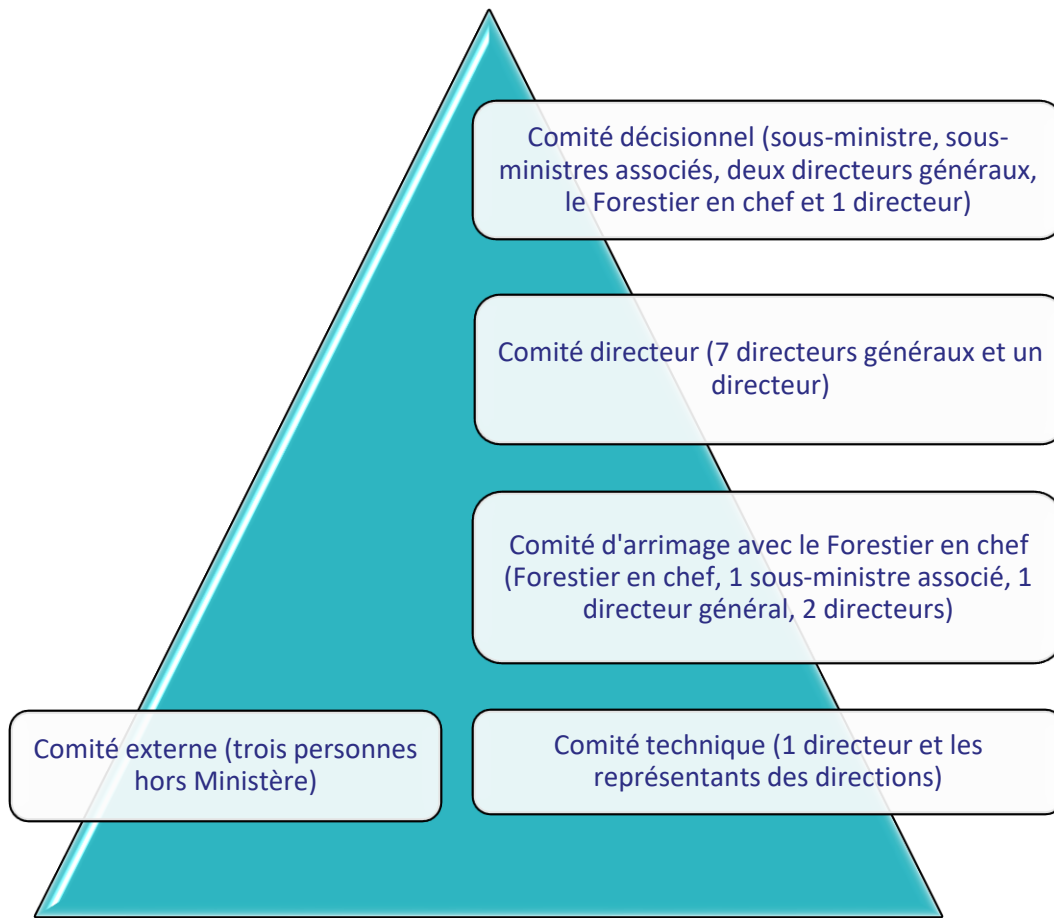 Comité décisionnel (sous-ministre, sous-
ministres associés, deux directeurs généraux,
le Forestier en chef et 1 directeur)
Comité directeur (7 directeurs généraux et un
directeur)
Comité d'arrimage avec le Forestier en chef
(Forestier en chef, 1 sous-ministre associé, 1
directeur général, 2 directeurs)
Comité externe (trois personnes
hors Ministère)
Comité technique (1 directeur et les
représentants des directions)